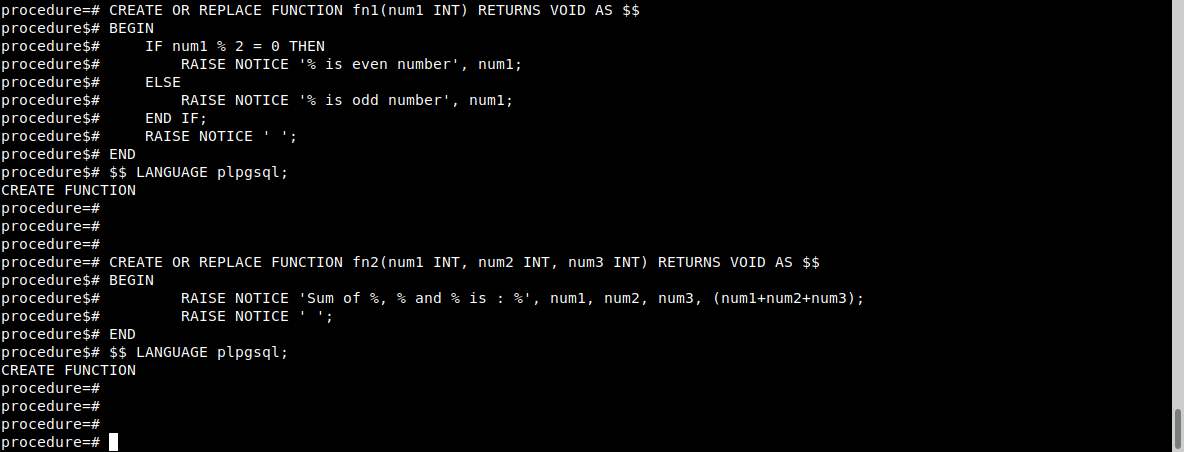 procedure=# CREATE OR REPLACE FUNCTION fn1(num1 INT) RETURNS VOID AS $$
procedure$# BEGIN
procedure$#     IF num1 % 2 = 0 THEN
procedure$#         RAISE NOTICE '% is even number', num1;
procedure$#     ELSE
procedure$#         RAISE NOTICE '% is odd number', num1;
procedure$#     END IF;
procedure$#     RAISE NOTICE ' ';
procedure$# END
procedure$# $$ LANGUAGE plpgsql;
CREATE FUNCTION
procedure=#
procedure=#
procedure=#
procedure=# CREATE OR REPLACE FUNCTION fn2(num1 INT, num2 INT, num3 INT) RETURNS VOID AS $$
procedure$# BEGIN
procedure$#         RAISE NOTICE 'Sum of %, % and % is : %', num1, num2, num3, (num1+num2+num3);
procedure$#         RAISE NOTICE ' ';
procedure$# END
procedure$# $$ LANGUAGE plpgsql;
CREATE FUNCTION
procedure=#
procedure=#
procedure=#
procedure=#